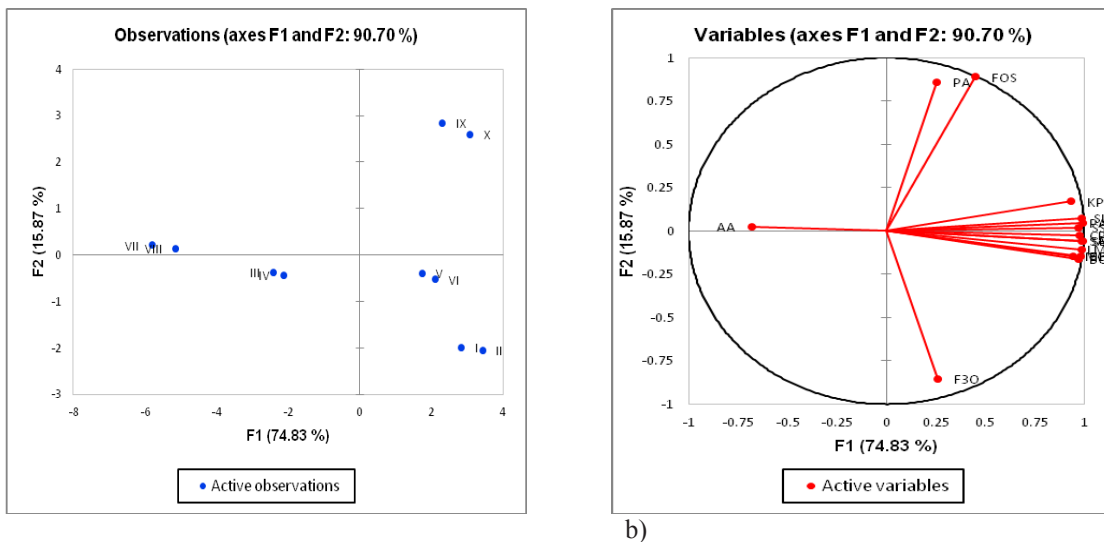 Observations (axes F1 and F2: 90.70 %)
4
3
2
1
0
-1
-2
-3
F2 (15.87 %)
IX
X
VII
VIII
III
IV
V
VI
I
II
-8
-6
-4
-2
0
2
4
F1 (74.83 %)
Active observations
Variables (axes F1 and F2: 90.70 %)
1
0.75
0.5
0.25
0
-0.25
-0.5
-0.75
-1
F2 (15.87 %)
PA
FOS
KP
AA
F3O
-1
-0.75
-0.5
-0.25
0
0.25
0.5
0.75
1
F1 (74.83 %)
Active variables
b)